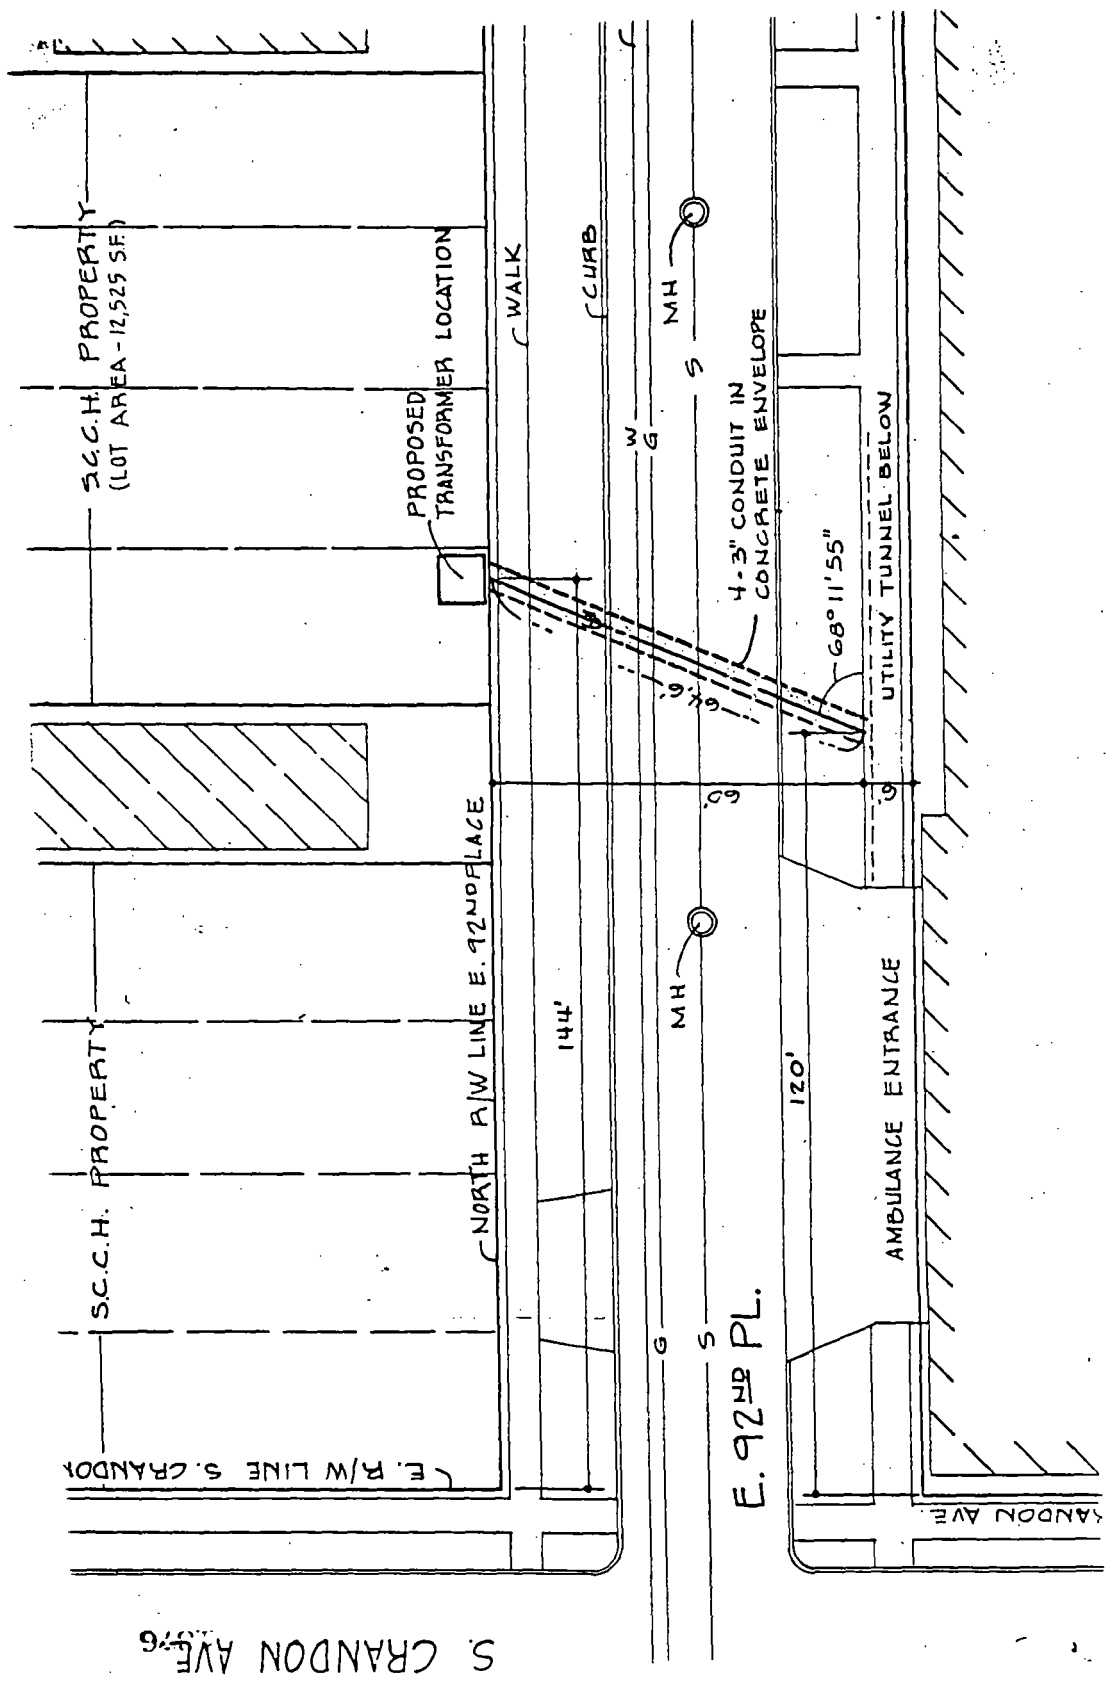 S.C.C.H. PROPERTY
(LOT AREA-12,525 S.F.)
PROPOSED
TRANSFORMER LOCATION
WALK
CURB
MH
W
G
S
4-3" CONDUIT IN
CONCRETE ENVELOPE
68°11'55"
UTILITY TUNNEL BELOW
64.6'
60'
6'
S.C.C.H. PROPERTY
NORTH R/W LINE E. 92ND PLACE
144'
MH
120'
AMBULANCE ENTRANCE
G
S
E. 92ND PL.
E. R/W LINE S. CRANDON
CRANDON AVE.
S. CRANDON AVE.